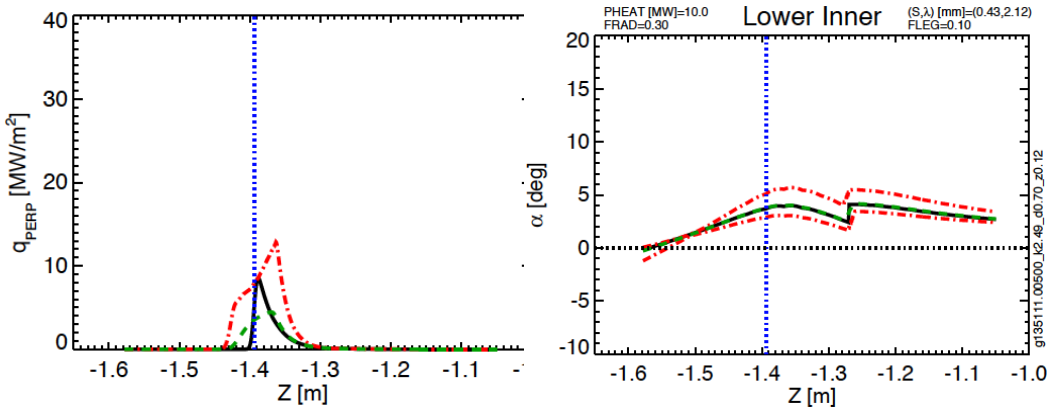 40
30
20
10
0
q_PERP [MW/m²]
-1.6 -1.5 -1.4 -1.3 -1.2 -1.1 -
Z [m]
PHEAT [MW]=10.0 Lower Inner (S,λ) [mm]=(0.43,2.12)
FRAD=0.30 FLEG=0.10
20
15
10
5
0
-5
-10
α [deg]
-1.6 -1.5 -1.4 -1.3 -1.2 -1.1 -1.0
Z [m]
g135111.00500_k2.49_d0.70_z0.12